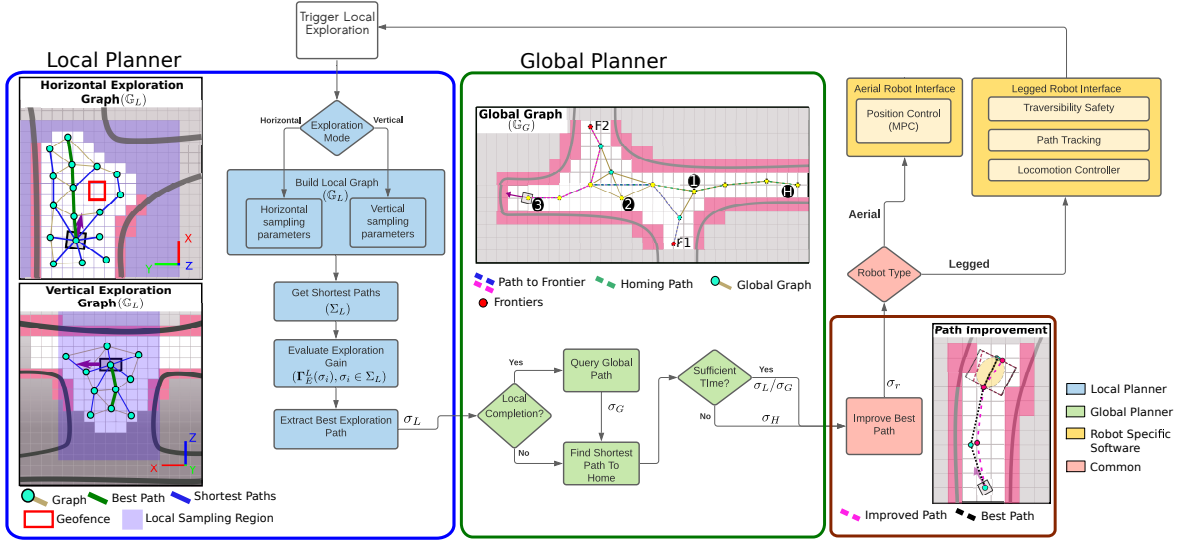 Trigger Local
Exploration
Local Planner
Horizontal Exploration
Graph(𝔾_L)
X
Y
Z
Vertical Exploration
Graph(𝔾_L)
Z
X
Y
Graph
Best Path
Shortest Paths
Geofence
Local Sampling Region
Horizontal
Exploration
Mode
Vertical
Build Local Graph
(𝔾_L)
Horizontal
sampling
parameters
Vertical
sampling
parameters
Get Shortest Paths
(Σ_L)
Evaluate Exploration
Gain
(Γ_E^L(σ_i), σ_i ∈ Σ_L)
Extract Best Exploration
Path
σ_L
Global Planner
Global Graph
(𝔾_G)
F2
1
H
3
2
F1
Path to Frontier
Homing Path
Global Graph
Frontiers
Local
Completion?
Yes
No
Query Global
Path
σ_G
Find Shortest
Path To
Home
Sufficient
TIme?
Yes
σ_L/σ_G
No
σ_H
Aerial Robot Interface
Position Control
(MPC)
Legged Robot Interface
Traversibility Safety
Path Tracking
Locomotion Controller
Aerial
Robot Type
Legged
σ_r
Improve Best
Path
Path Improvement
Improved Path
Best Path
Local Planner
Global Planner
Robot Specific
Software
Common